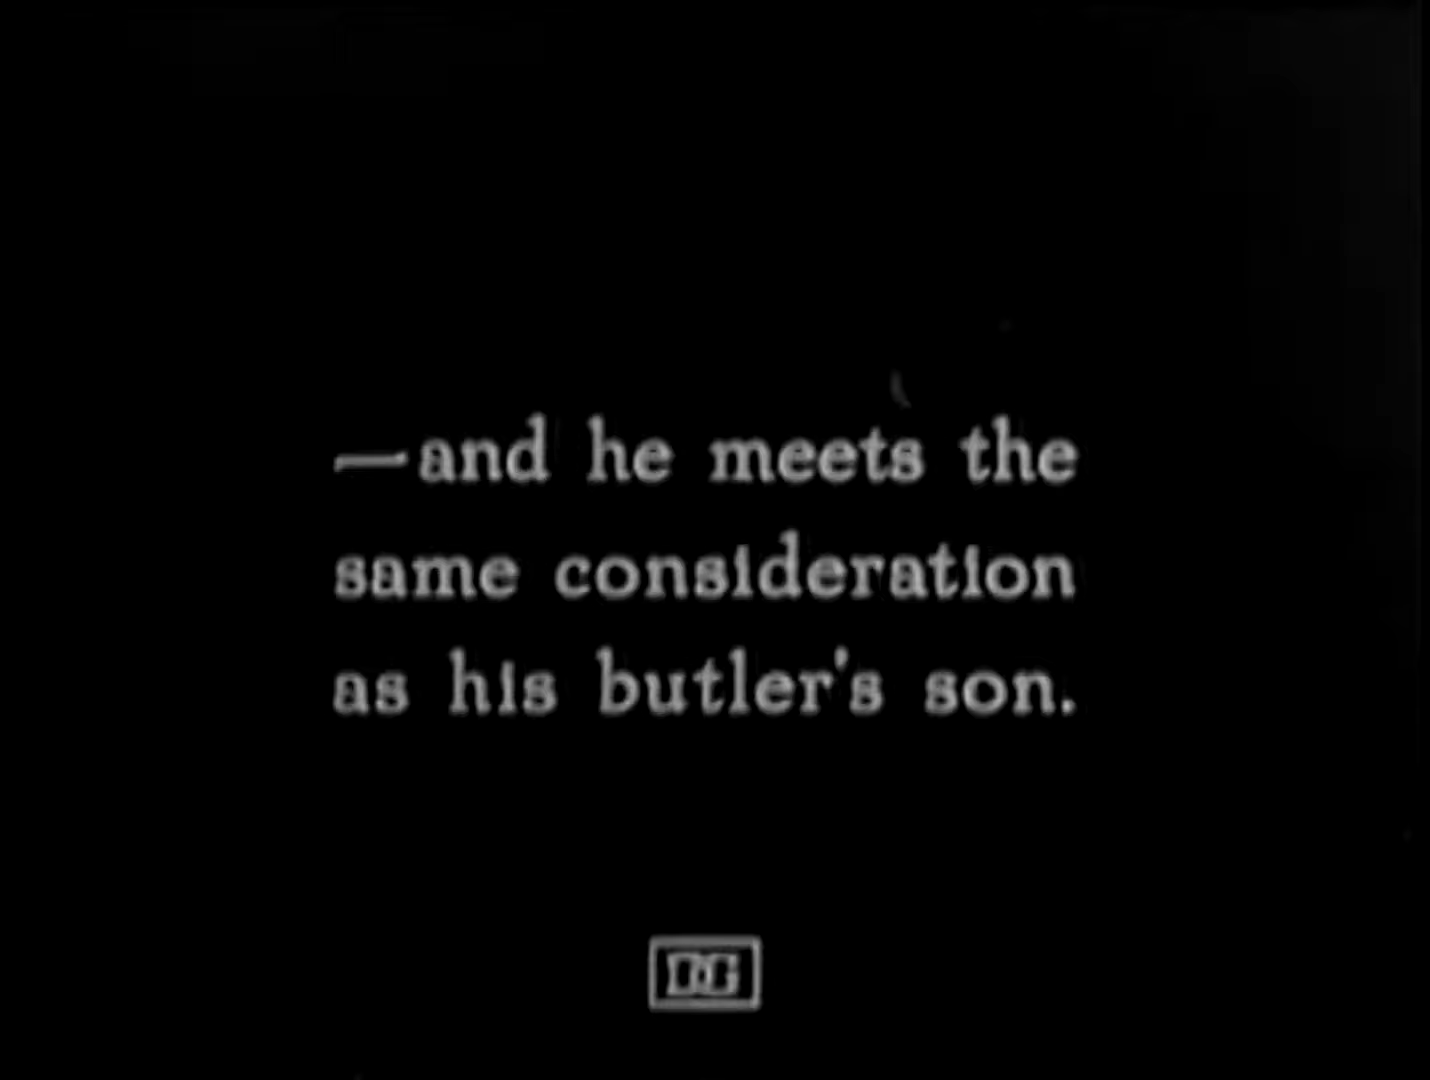 —and he meets the
same consideration
as his butler's son.
DG